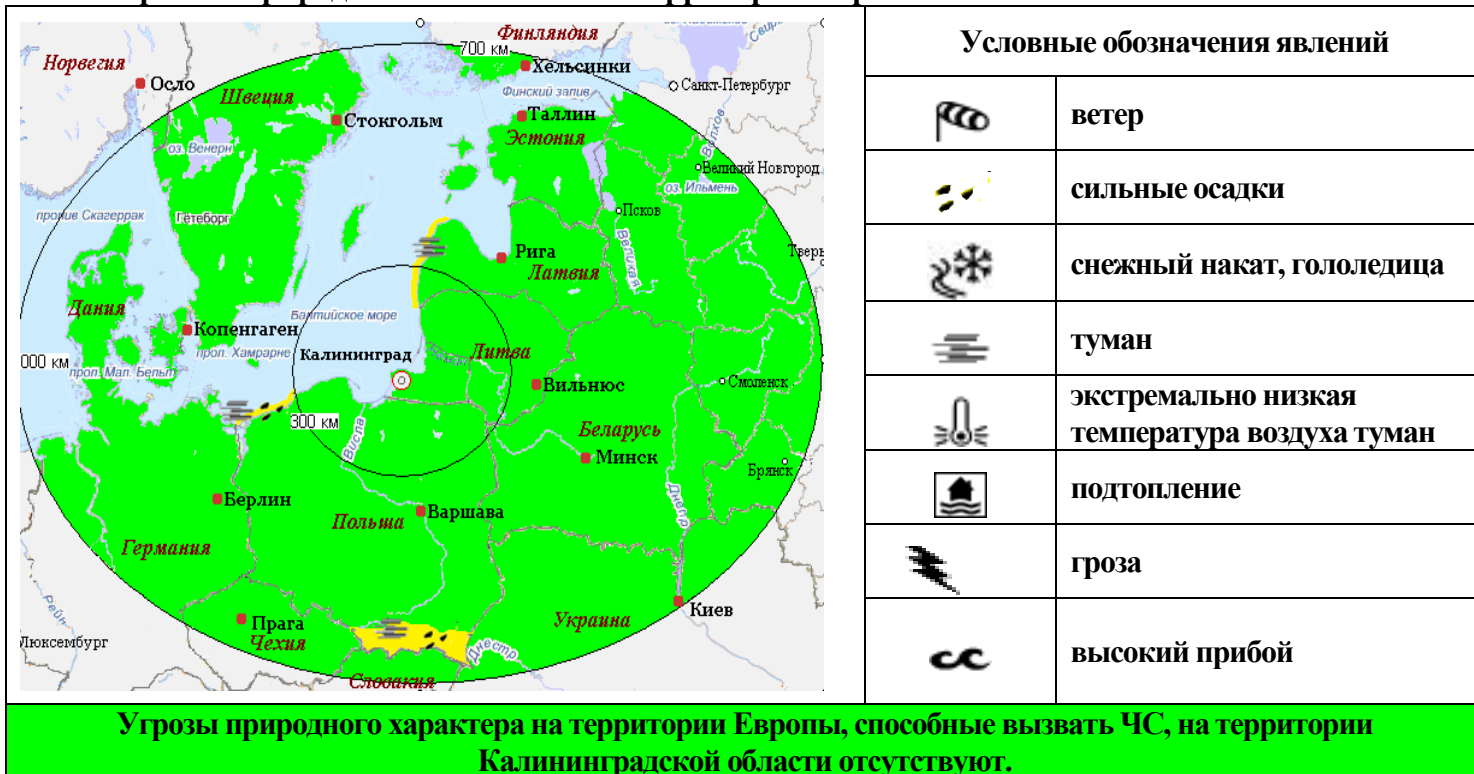 Финляндия
700 км
Норвегия
Хельсинки
Осло
Санкт-Петербург
Швеция
Финский запив
Стокгольм
Таллин
Эстония
Волхов
оз. Венерн
Великий Новгород
оз. Ильмень
пролив Скагеррак
Гётеборг
Псков
Великая
Рига
Тверь
Латвия
Дания
Балтийское море
Копенгаген
Калининград
Литва
000 км
прол. Хамрарне
прол. Мал. Бельт
Вильнюс
Смоленск
300 км
Висла
Беларусь
Минск
Брянск
Берлин
Днепр
Польша
Варшава
Германия
Рейн
Киев
Прага
Украина
Люксембург
Чехия
Днестр
Словакия
Условные обозначения явлений
ветер
сильные осадки
снежный накат, гололедица
туман
экстремально низкая
температура воздуха туман
подтопление
гроза
высокий прибой
Угрозы природного характера на территории Европы, способные вызвать ЧС, на территории
Калининградской области отсутствуют.